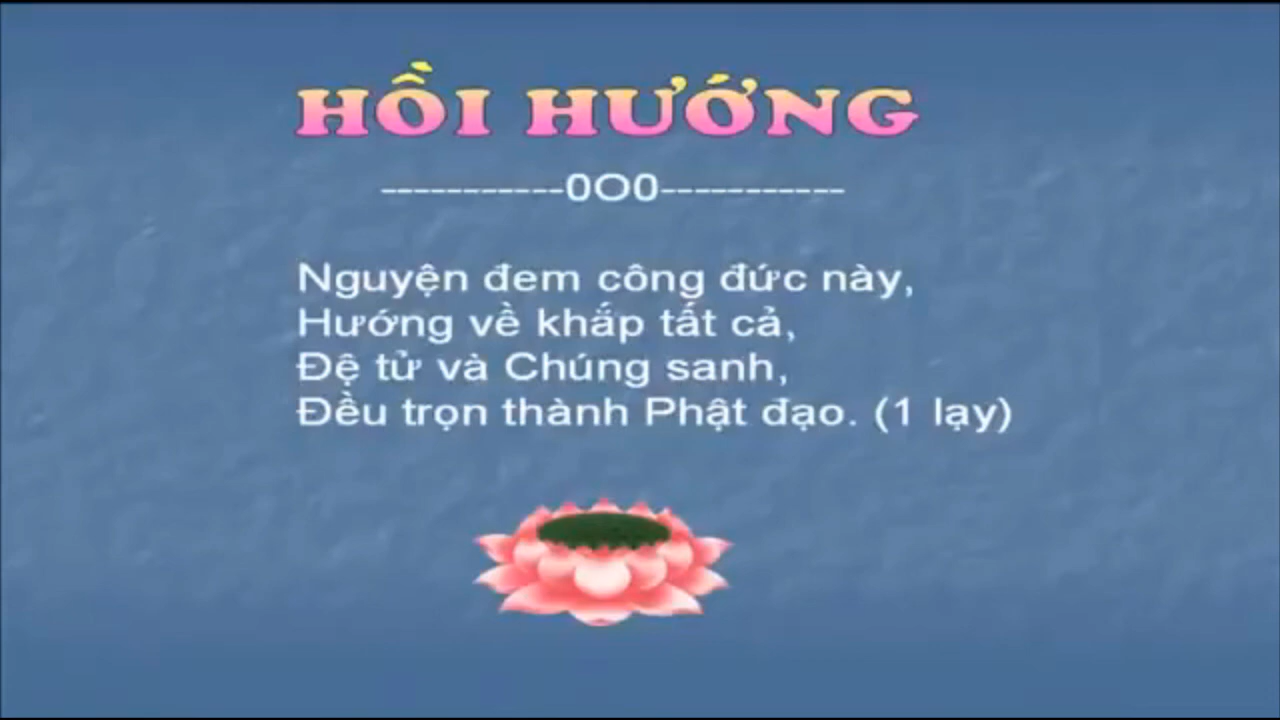 HỒI HƯỚNG
-----------0O0-----------
Nguyện đem công đức này,
Hướng về khắp tất cả,
Đệ tử và Chúng sanh,
Đều trọn thành Phật đạo. (1 lạy)